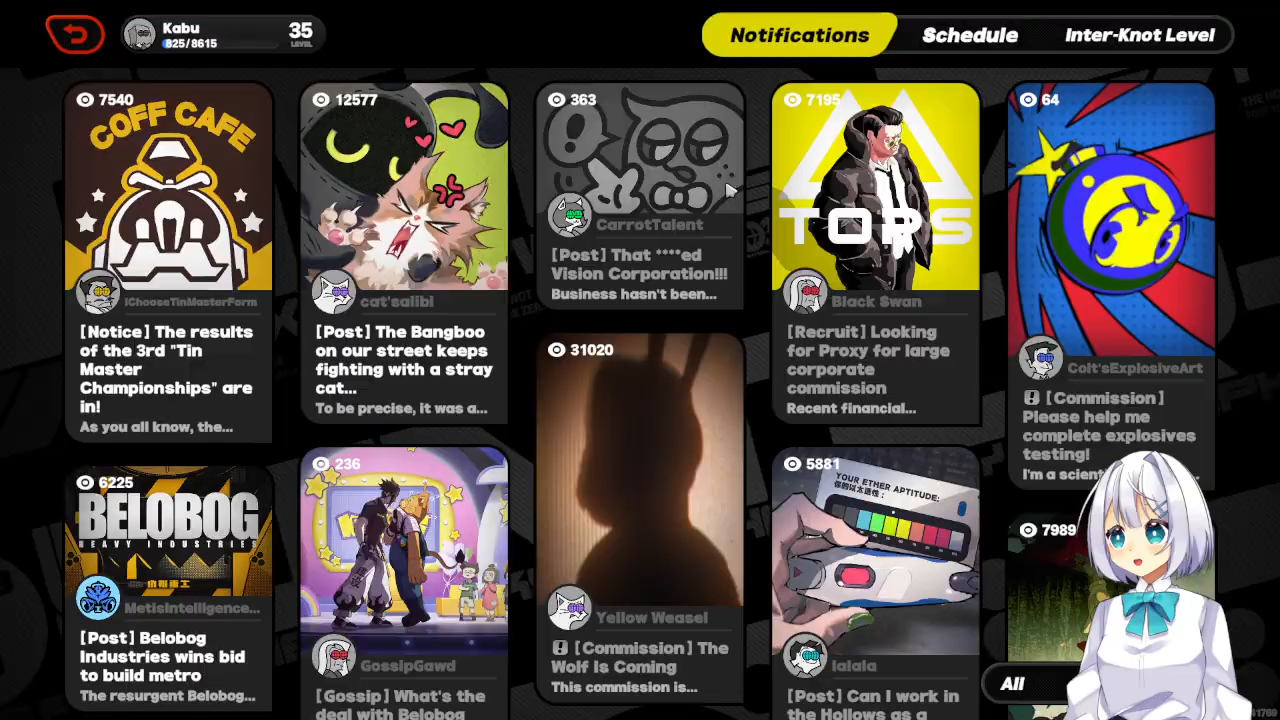 Kabu
825/8615
35
LEVEL
Notifications
Schedule
Inter-Knot Level
7540
COFF CAFE
IChooseTinMasterForm
[Notice] The results
of the 3rd "Tin
Master
Championships" are
in!
As you all know, the...
6225
BELOBOG
HEAVY INDUSTRIES
MetisIntelligence...
[Post] Belobog
Industries wins bid
to build metro
The resurgent Belobog...
12577
cat'salibi
[Post] The Bangboo
on our street keeps
fighting with a stray
cat...
To be precise, it was a...
236
GossipGawd
[Gossip] What's the
deal with Belobog
363
CarrotTalent
[Post] That ****ed
Vision Corporation!!!
Business hasn't been...
31020
Yellow Weasel
[Commission] The
Wolf Is Coming
This commission is...
7195
TOPS
Black Swan
[Recruit] Looking
for Proxy for large
corporate
commission
Recent financial...
5881
YOUR ETHER APTITUDE:
你的以太适性：
lalala
[Post] Can I work in
the Hollows as a
64
Colt'sExplosiveArt
[Commission]
Please help me
complete explosives
testing!
I'm a scient
7989
All